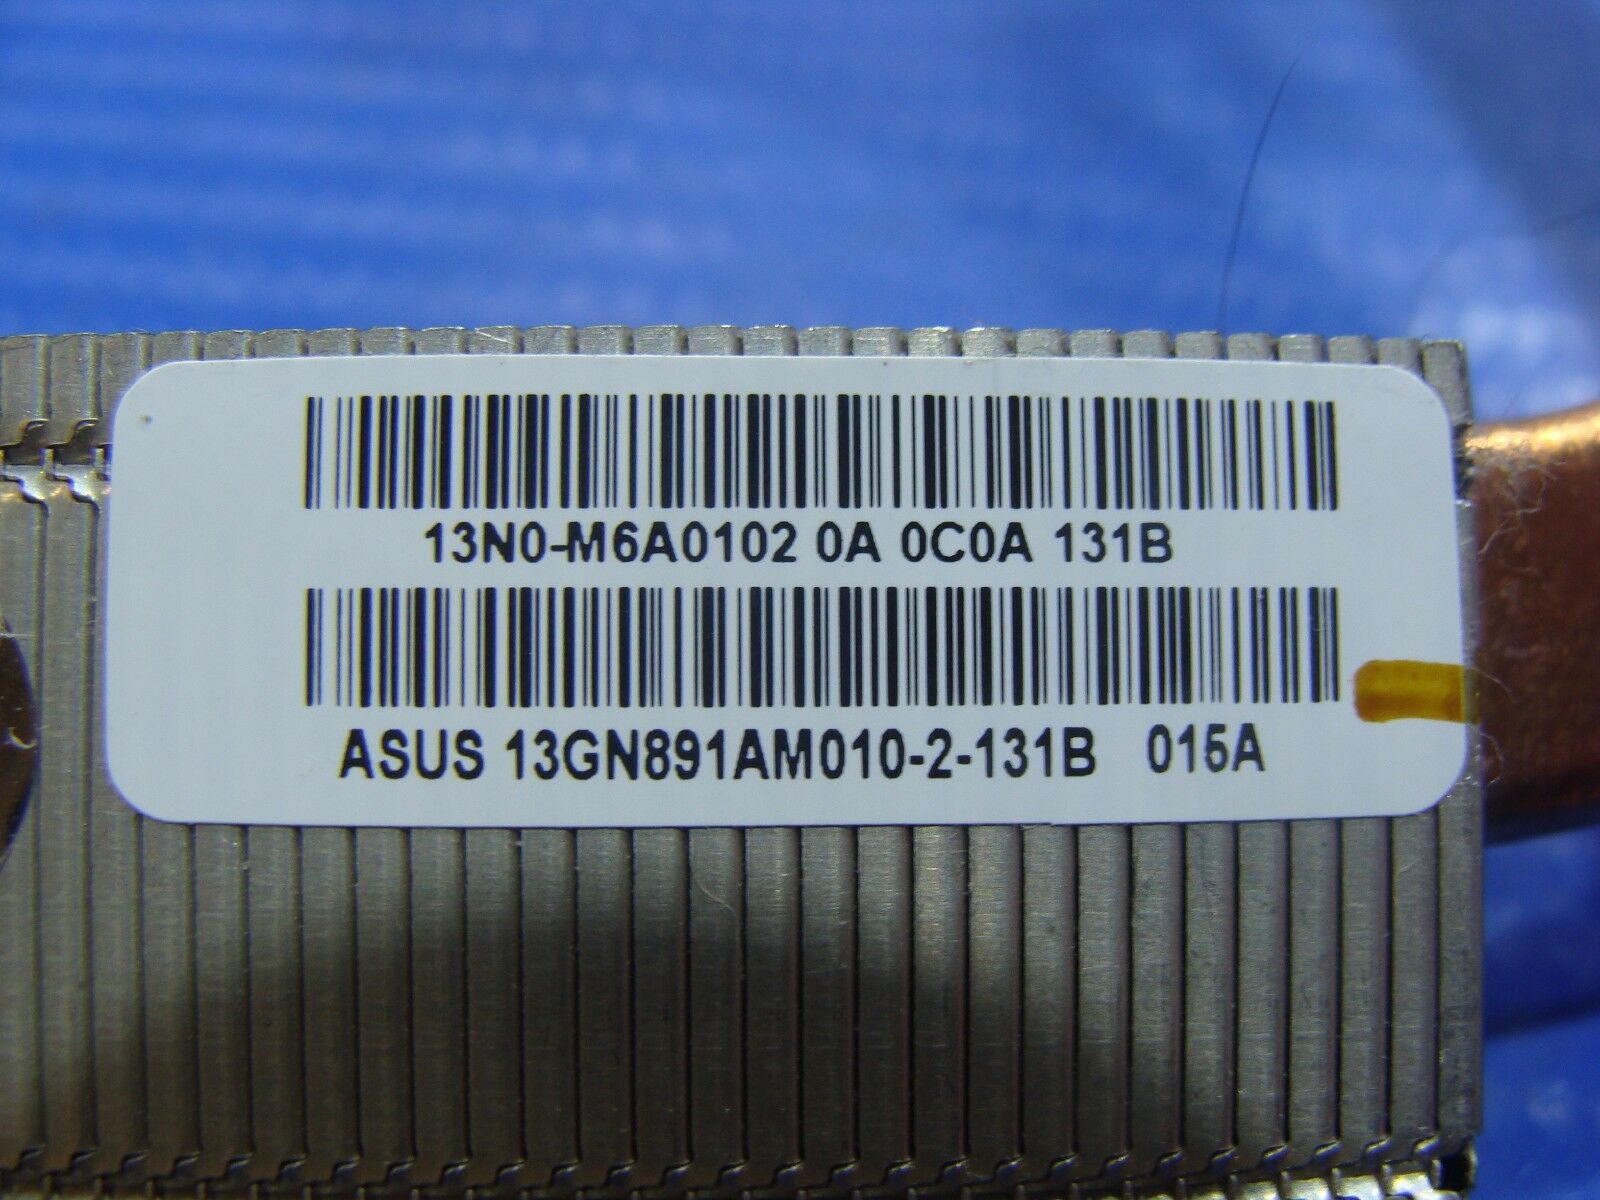 13N0-M6A0102 0A 0C0A 131B
ASUS 13GN891AM010-2-131B 015A